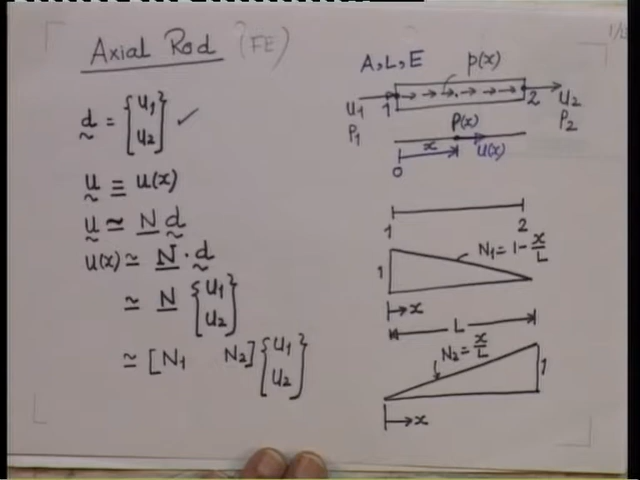 Axial Rod (FE)
d = {u1 u2} ✓
u ≡ u(x)
u ≃ N d
u(x) ≃ N · d
≃ N {u1 u2}
≃ [N1 N2] {u1 u2}
A, L, E
p(x)
u1 1 2 u2
P1 P2
p(x)
x u(x)
0
1 2
1 N1 = 1 - x/L
x
L
N2 = x/L 1
x